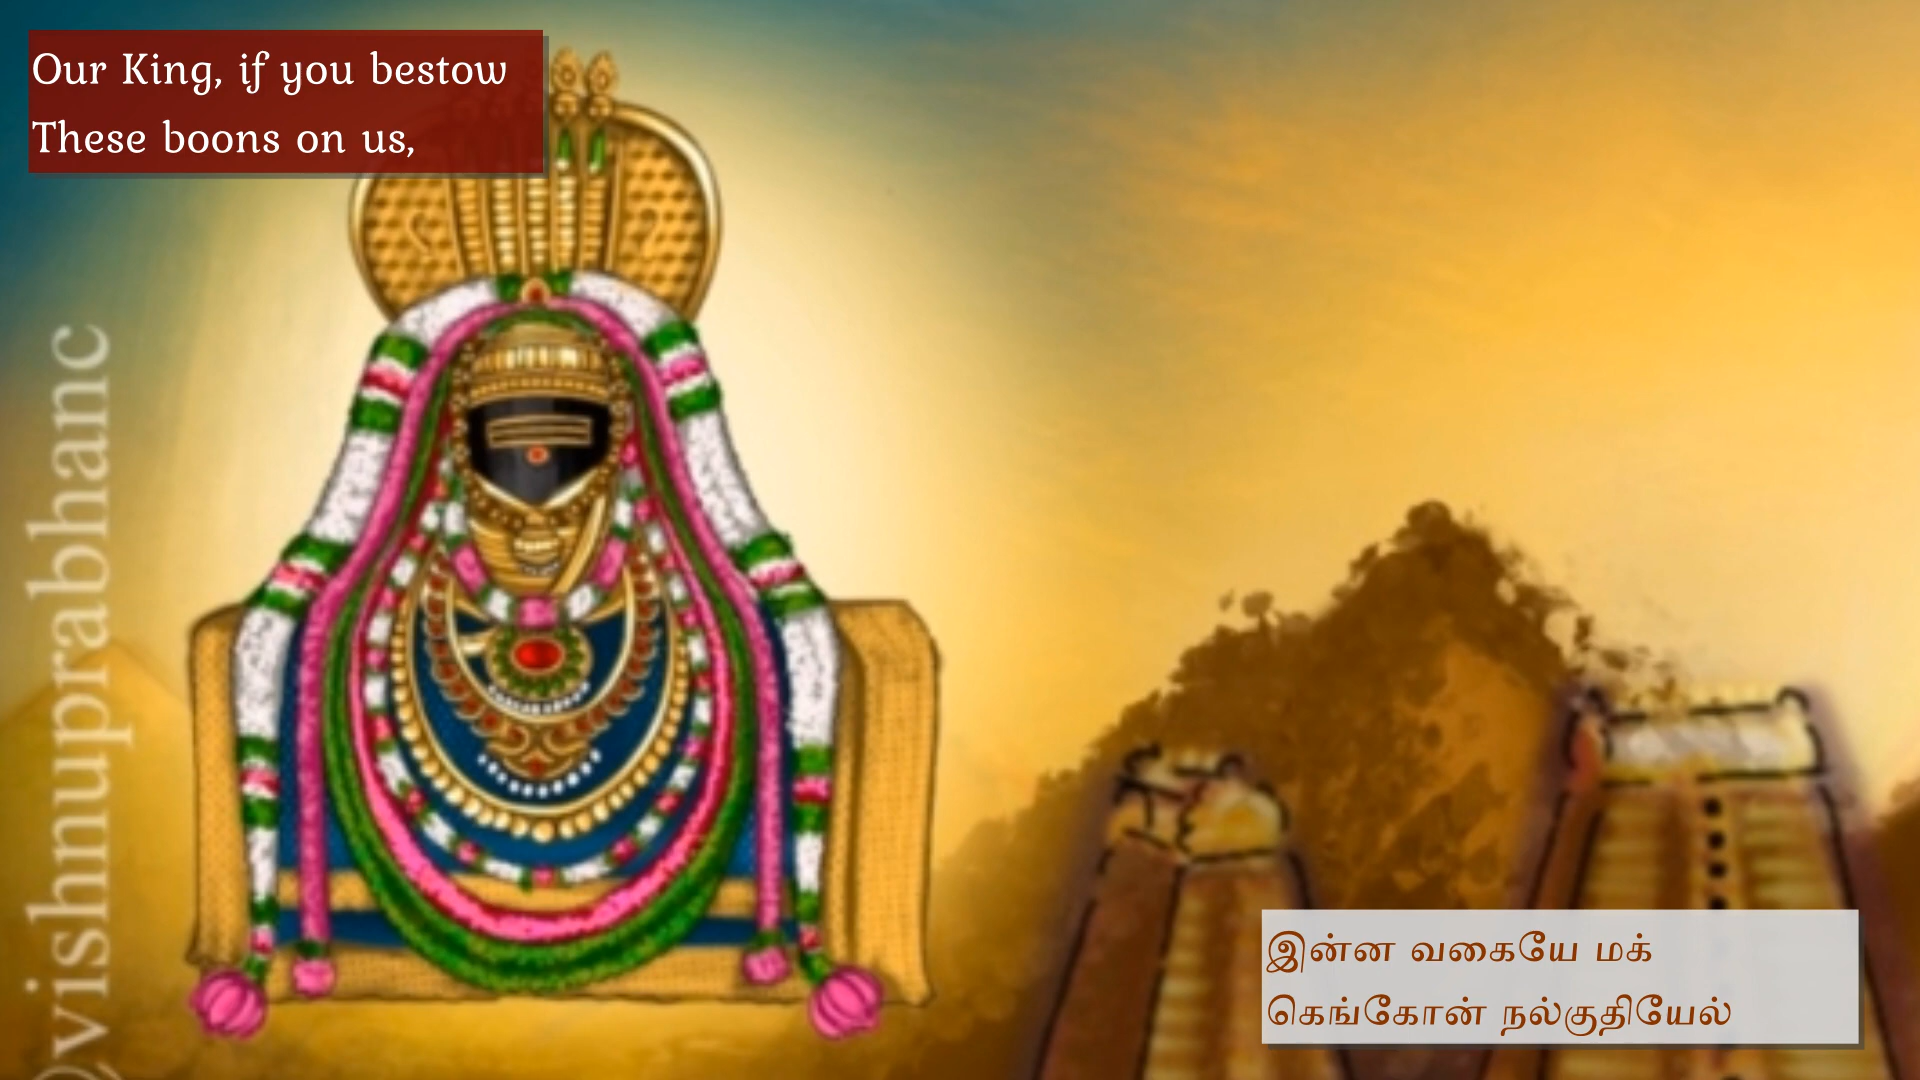 Our King, if you bestow
These boons on us,
@vishnuprabhanc
இன்ன வகையே மக்
கெங்கோன் நல்குதியேல்